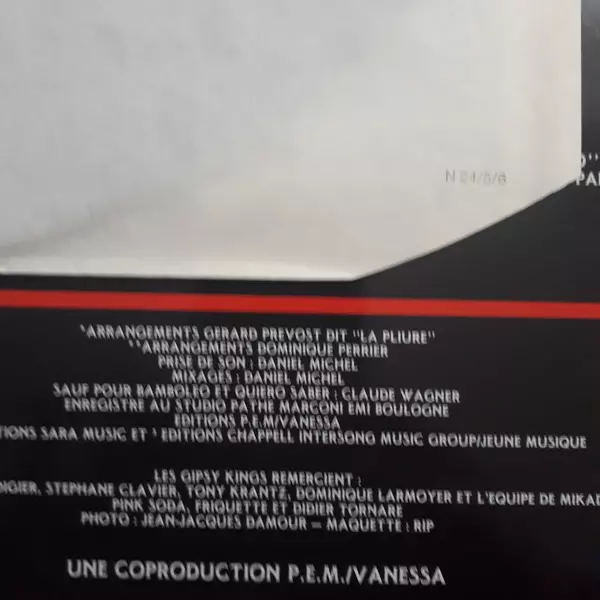 D''
N 24/5/6
PA
'ARRANGEMENTS GERARD PREVOST DIT "LA PLIURE"
''ARRANGEMENTS DOMINIQUE PERRIER
PRISE DE SON : DANIEL MICHEL
MIXAGES : DANIEL MICHEL
SAUF POUR BAMBOLEO ET QUIERO SABER : CLAUDE WAGNER
ENREGISTRE AU STUDIO PATHE MARCONI EMI BOULOGNE
EDITIONS P.E.M/VANESSA
TIONS SARA MUSIC ET ' EDITIONS CHAPPELL INTERSONG MUSIC GROUP/JEUNE MUSIQUE
LES GIPSY KINGS REMERCIENT :
DIGIER, STEPHANE CLAVIER, TONY KRANTZ, DOMINIQUE LARMOYER ET L'EQUIPE DE MIKAD
PINK SODA, FRIQUETTE ET DIDIER TORNARE
PHOTO : JEAN-JACQUES DAMOUR — MAQUETTE : RIP
UNE COPRODUCTION P.E.M./VANESSA